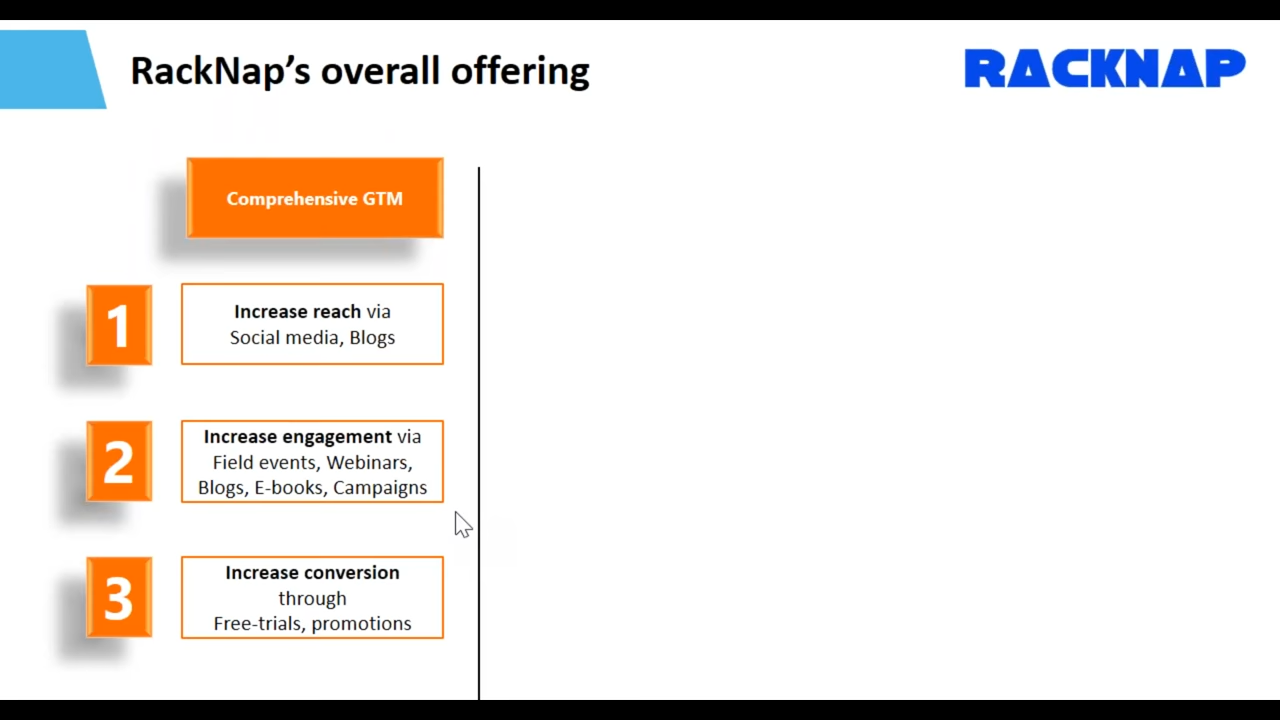 RackNap’s overall offering
RACKNAP
Comprehensive GTM
1
Increase reach via
Social media, Blogs
2
Increase engagement via
Field events, Webinars,
Blogs, E-books, Campaigns
3
Increase conversion
through
Free-trials, promotions